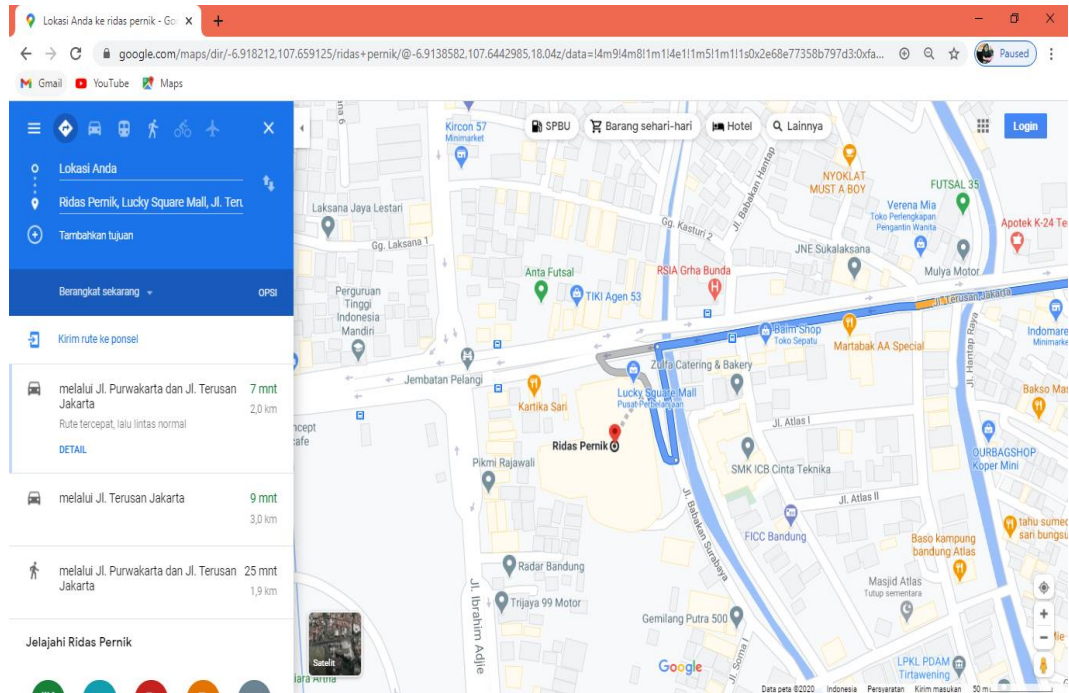 Lokasi Anda ke ridas pernik - Go
google.com/maps/dir/-6.918212,107.659125/ridas+pernik/@-6.9138582,107.6442985,18.04z/data=!4m9!4m8!1m1!4e1!1m5!1m1!1s0x2e68e77358b797d3:0xfa...
Paused
Gmail
YouTube
Maps
Lokasi Anda
Ridas Pernik, Lucky Square Mall, Jl. Teru
Tambahkan tujuan
Berangkat sekarang
OPSI
Kirim rute ke ponsel
melalui Jl. Purwakarta dan Jl. Terusan 7 mnt
Jakarta 2,0 km
Rute tercepat, lalu lintas normal
DETAIL
melalui Jl. Terusan Jakarta 9 mnt
3,0 km
melalui Jl. Purwakarta dan Jl. Terusan 25 mnt
Jakarta 1,9 km
Jelajahi Ridas Pernik
SPBU
Barang sehari-hari
Hotel
Lainnya
Login
Kircon 57
Minimarket
NYOKLAT
MUST A BOY
FUTSAL 35
Verena Mia
Toko Perlengkapan
Pengantin Wanita
Apotek K-24 Te
Laksana Jaya Lestari
Gg. Laksana 1
Gg. Kasturi 2
Jl. Babakan Hantap
JNE Sukalaksana
Mulya Motor
Anta Futsal
RSIA Grha Bunda
TIKI Agen 53
Perguruan
Tinggi
Indonesia
Mandiri
Jl. Terusan Jakarta
Balm Shop
Toko Sepatu
Martabak AA Special
Jl. Hantap Raya
Indomare
Minimarke
Jembatan Pelangi
Zulfa Catering & Bakery
Kartika Sari
Lucky Square Mall
Pusat Perbelanjaan
Bakso Mas
ncept
afe
Jl. Atlas I
Ridas Pernik
Pikmi Rajawali
SMK ICB Cinta Teknika
OURBAGSHOP
Koper Mini
Jl. Atlas II
Jl. Babakan Surabaya
FICC Bandung
Baso kampung
bandung Atlas
tahu sumed
sari bungsu
Radar Bandung
Masjid Atlas
Tutup sementara
Jl. Ibrahim Adjie
Trijaya 99 Motor
Gemilang Putra 500
Jl. Soma I
Satelit
iara Artha
Google
LPKL PDAM
Tirtawening
Data peta ©2020 Indonesia Persyaratan Kirim masukan 50 m